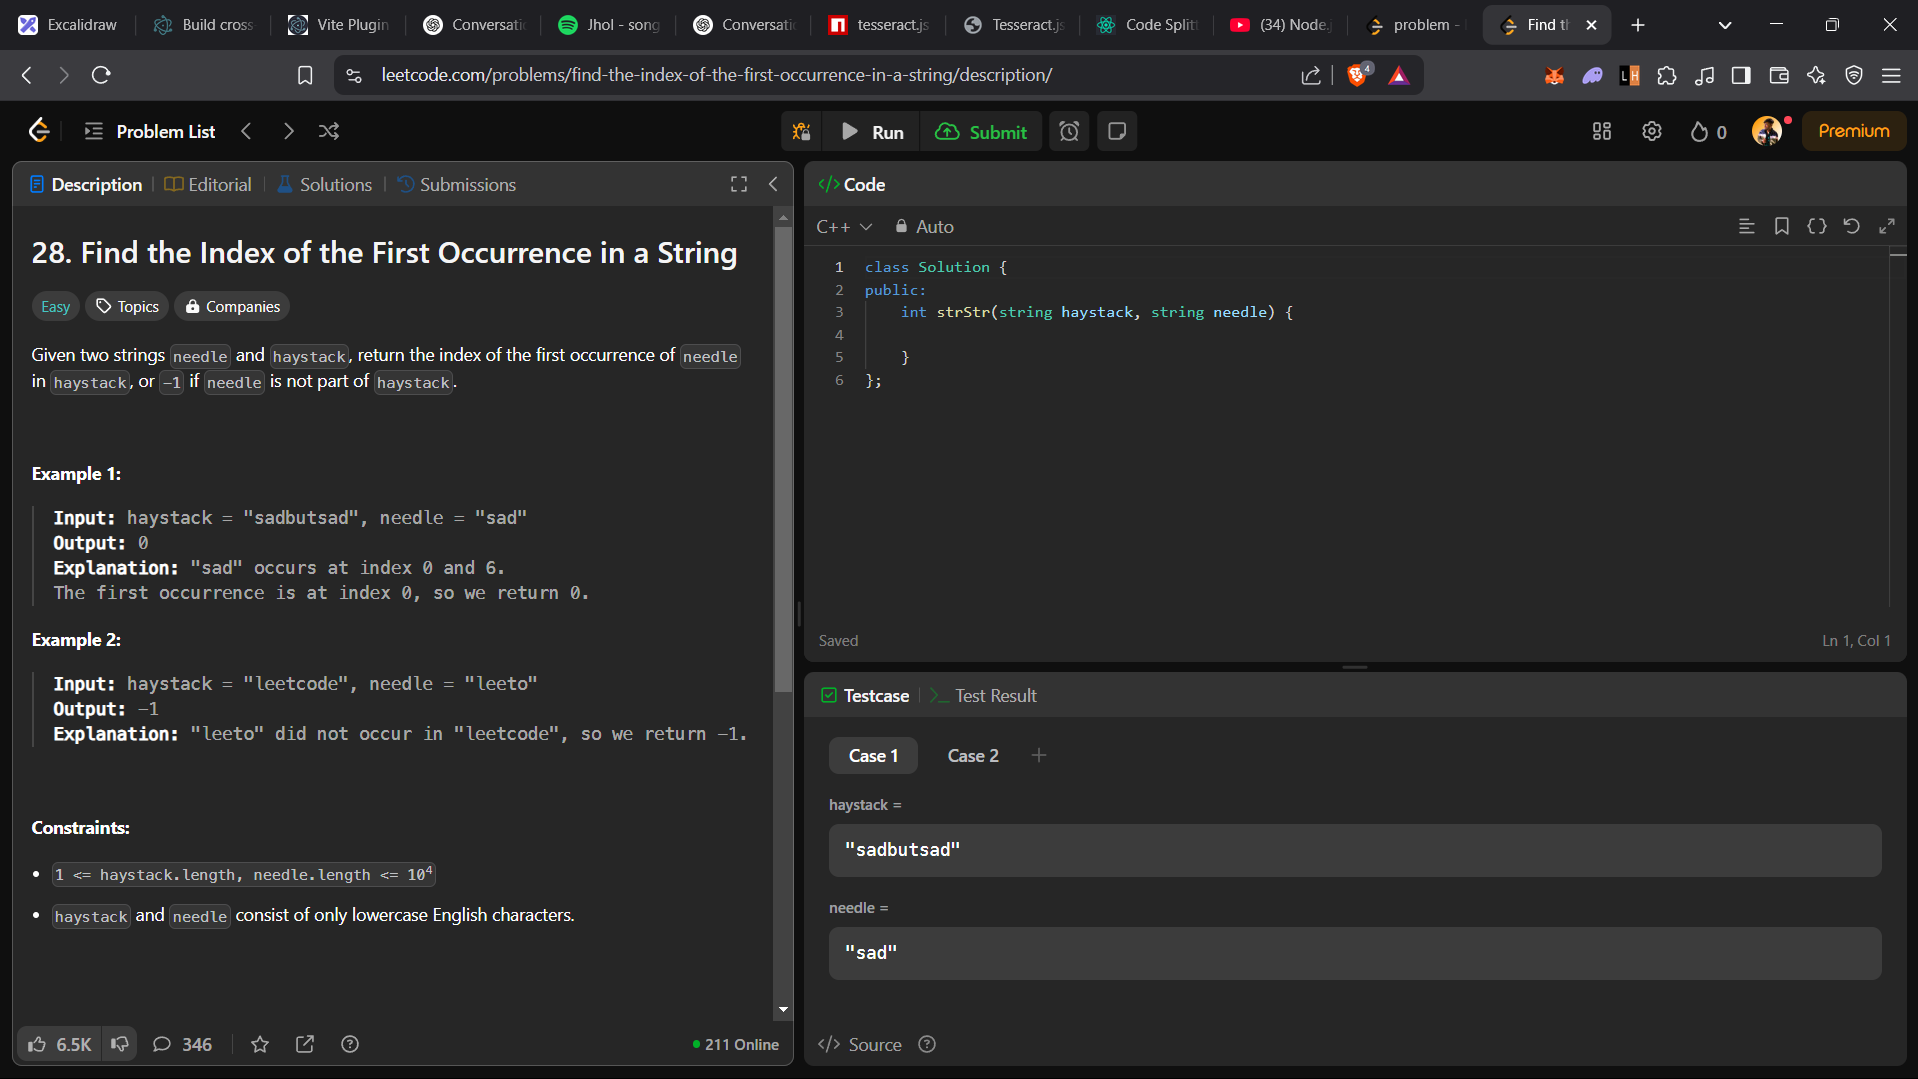 Excalidraw
Build cross
Vite Plugin
Conversatio
Jhol - song
Conversatio
tesseract.js
Tesseract.js
Code Splitt
(34) Node.j
problem -
Find th
leetcode.com/problems/find-the-index-of-the-first-occurrence-in-a-string/description/
4
LH
Problem List
Run
Submit
0
Premium
Description
Editorial
Solutions
Submissions
28. Find the Index of the First Occurrence in a String
Easy
Topics
Companies
Given two strings needle and haystack, return the index of the first occurrence of needle
in haystack, or -1 if needle is not part of haystack.
Example 1:
Input: haystack = "sadbutsad", needle = "sad"
Output: 0
Explanation: "sad" occurs at index 0 and 6.
The first occurrence is at index 0, so we return 0.
Example 2:
Input: haystack = "leetcode", needle = "leeto"
Output: -1
Explanation: "leeto" did not occur in "leetcode", so we return -1.
Constraints:
• 1 <= haystack.length, needle.length <= 10⁴
• haystack and needle consist of only lowercase English characters.
6.5K
346
211 Online
</> Code
C++
Auto
1 class Solution {
2 public:
3 int strStr(string haystack, string needle) {
4
5 }
6 };
Saved
Ln 1, Col 1
Testcase
>_ Test Result
Case 1
Case 2
+
haystack =
"sadbutsad"
needle =
"sad"
</> Source